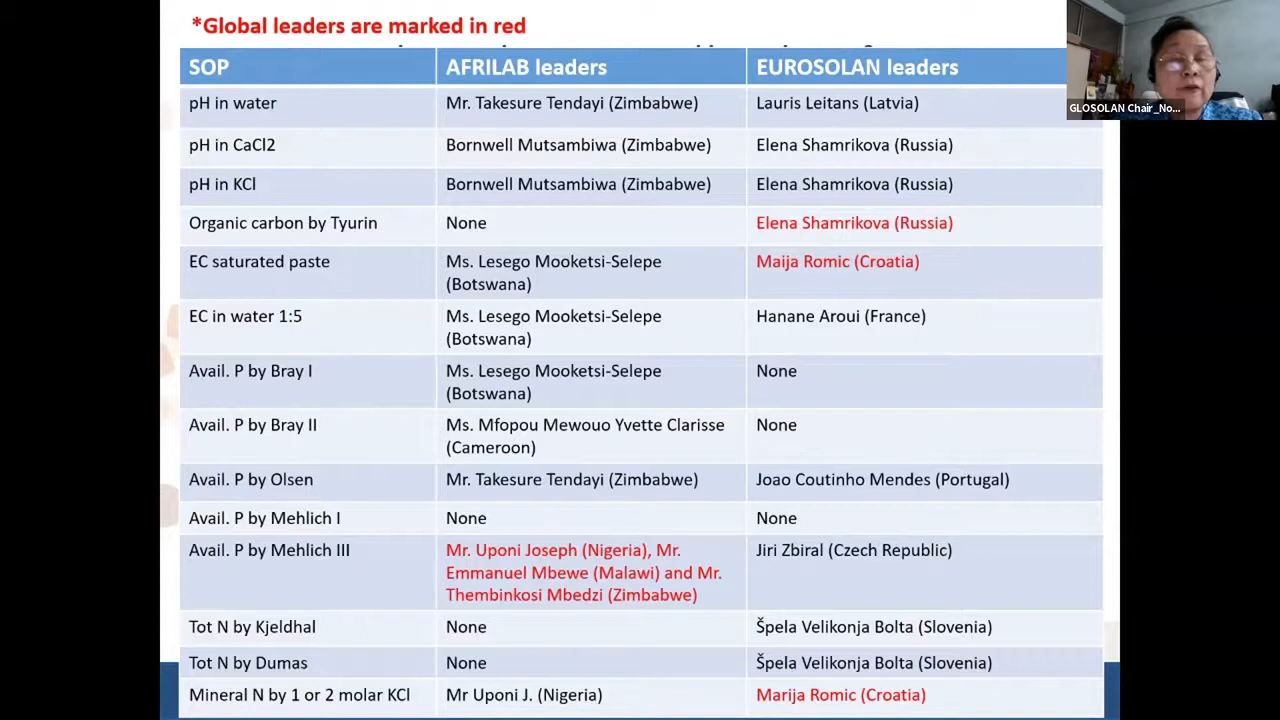 *Global leaders are marked in red
SOP AFRILAB leaders EUROSOLAN leaders
GLOSOLAN Chair_No...
pH in water Mr. Takesure Tendayi (Zimbabwe) Lauris Leitans (Latvia)
pH in CaCl2 Bornwell Mutsambiwa (Zimbabwe) Elena Shamrikova (Russia)
pH in KCl Bornwell Mutsambiwa (Zimbabwe) Elena Shamrikova (Russia)
Organic carbon by Tyurin None Elena Shamrikova (Russia)
EC saturated paste Ms. Lesego Mooketsi-Selepe Maija Romic (Croatia)
(Botswana)
EC in water 1:5 Ms. Lesego Mooketsi-Selepe Hanane Aroui (France)
(Botswana)
Avail. P by Bray I Ms. Lesego Mooketsi-Selepe None
(Botswana)
Avail. P by Bray II Ms. Mfopou Mewouo Yvette Clarisse None
(Cameroon)
Avail. P by Olsen Mr. Takesure Tendayi (Zimbabwe) Joao Coutinho Mendes (Portugal)
Avail. P by Mehlich I None None
Avail. P by Mehlich III Mr. Uponi Joseph (Nigeria), Mr. Jiri Zbiral (Czech Republic)
Emmanuel Mbewe (Malawi) and Mr.
Thembinkosi Mbedzi (Zimbabwe)
Tot N by Kjeldhal None Špela Velikonja Bolta (Slovenia)
Tot N by Dumas None Špela Velikonja Bolta (Slovenia)
Mineral N by 1 or 2 molar KCl Mr Uponi J. (Nigeria) Marija Romic (Croatia)